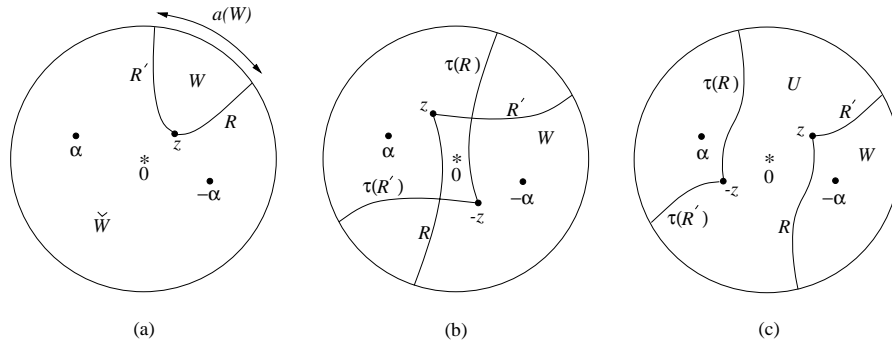 a(W)
R′ W R
z
α * 0 −α
W̌
τ(R)
z R′
W
α * 0 −α
τ(R′) -z
R
τ(R) U
z R′
α * 0 −α W
-z
τ(R′) R
(a) (b) (c)